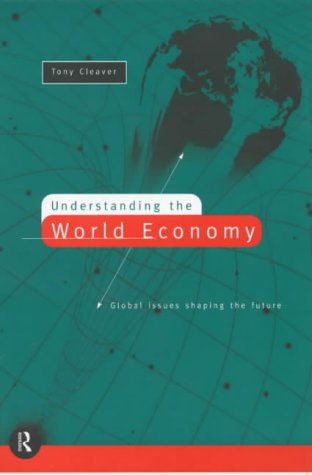 Tony Cleaver
Understanding the
World Economy
Global issues shaping the future
R